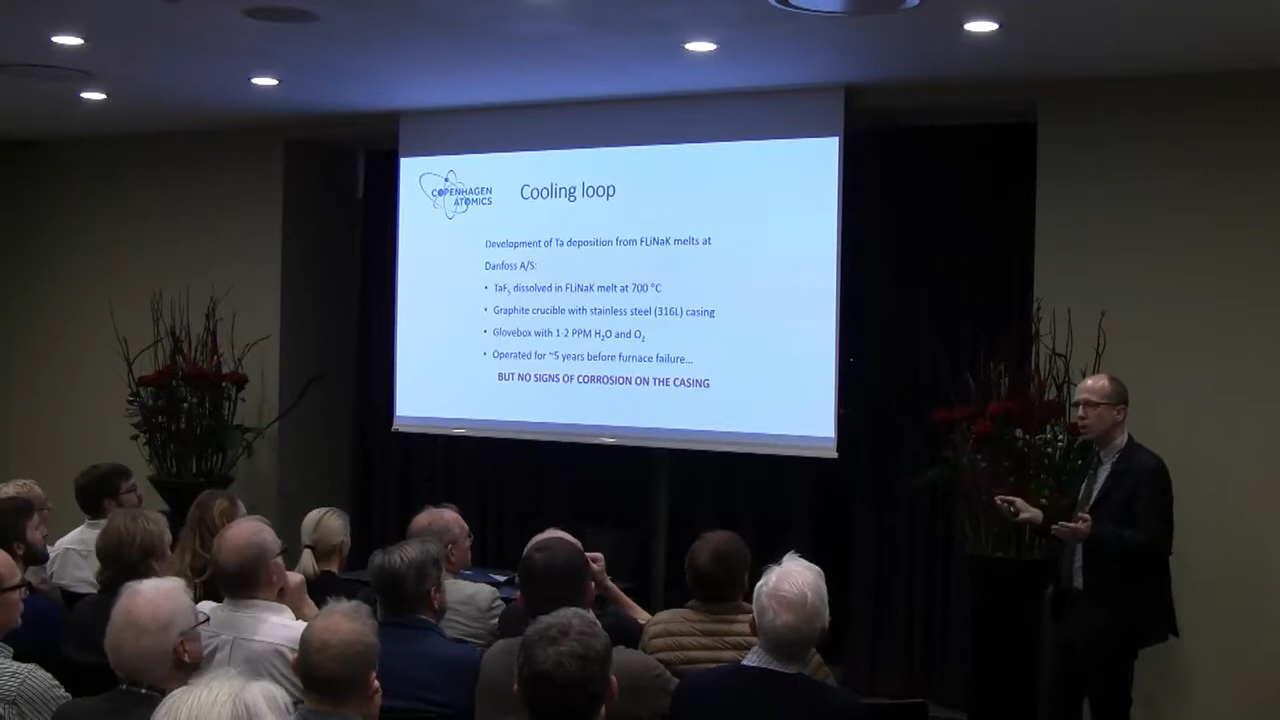 COPENHAGEN
ATOMICS
Cooling loop
Development of Ta deposition from FLiNaK melts at
Danfoss A/S:
• TaF5 dissolved in FLiNaK melt at 700 °C
• Graphite crucible with stainless steel (316L) casing
• Glovebox with 1-2 PPM H2O and O2
• Operated for ~5 years before furnace failure...
BUT NO SIGNS OF CORROSION ON THE CASING